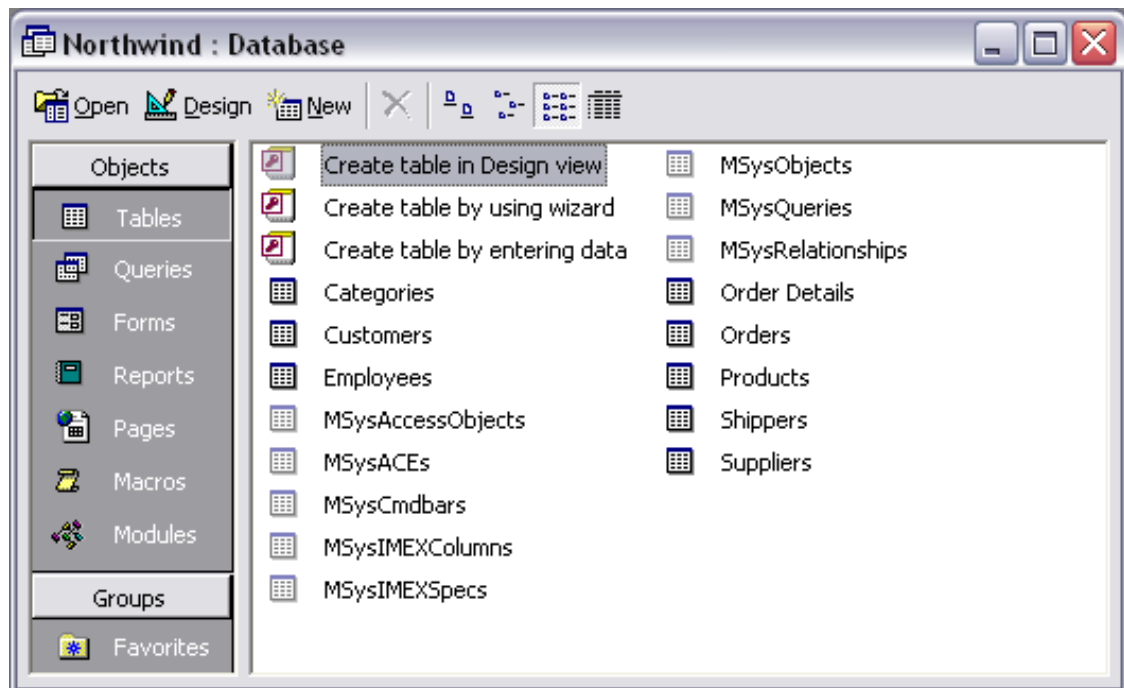 Northwind : Database
Open Design New
Objects
Tables
Queries
Forms
Reports
Pages
Macros
Modules
Groups
Favorites
Create table in Design view
Create table by using wizard
Create table by entering data
Categories
Customers
Employees
MSysAccessObjects
MSysACEs
MSysCmdbars
MSysIMEXColumns
MSysIMEXSpecs
MSysObjects
MSysQueries
MSysRelationships
Order Details
Orders
Products
Shippers
Suppliers